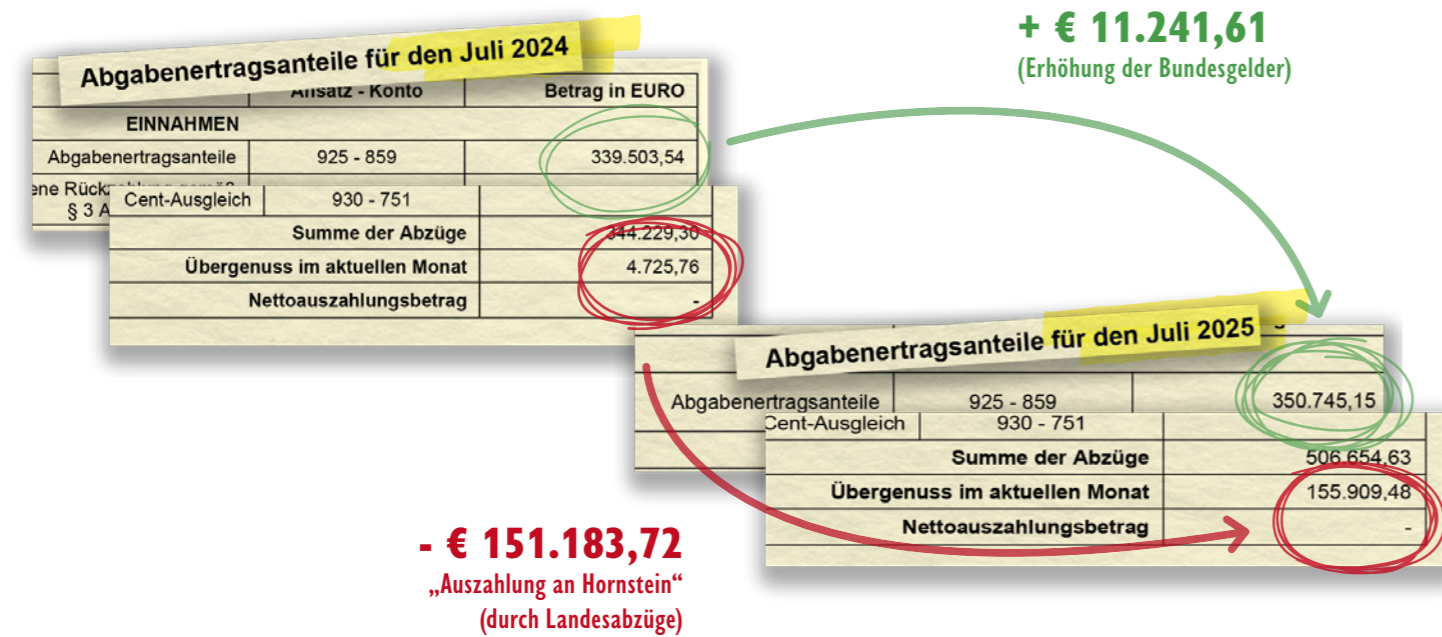 + € 11.241,61
(Erhöhung der Bundesgelder)
Abgabenertragsanteile für den Juli 2024
Ansatz - Konto Betrag in EURO
EINNAHMEN
Abgabenertragsanteile 925 - 859 339.503,54
ene
§ 3 A
Cent-Ausgleich 930 - 751
Summe der Abzüge 344.229,30
Übergenuss im aktuellen Monat 4.725,76
Nettoauszahlungsbetrag -
Abgabenertragsanteile für den Juli 2025
Abgabenertragsanteile 925 - 859 350.745,15
Cent-Ausgleich 930 - 751
Summe der Abzüge 506.654,63
Übergenuss im aktuellen Monat 155.909,48
Nettoauszahlungsbetrag -
- € 151.183,72
„Auszahlung an Hornstein“
(durch Landesabzüge)